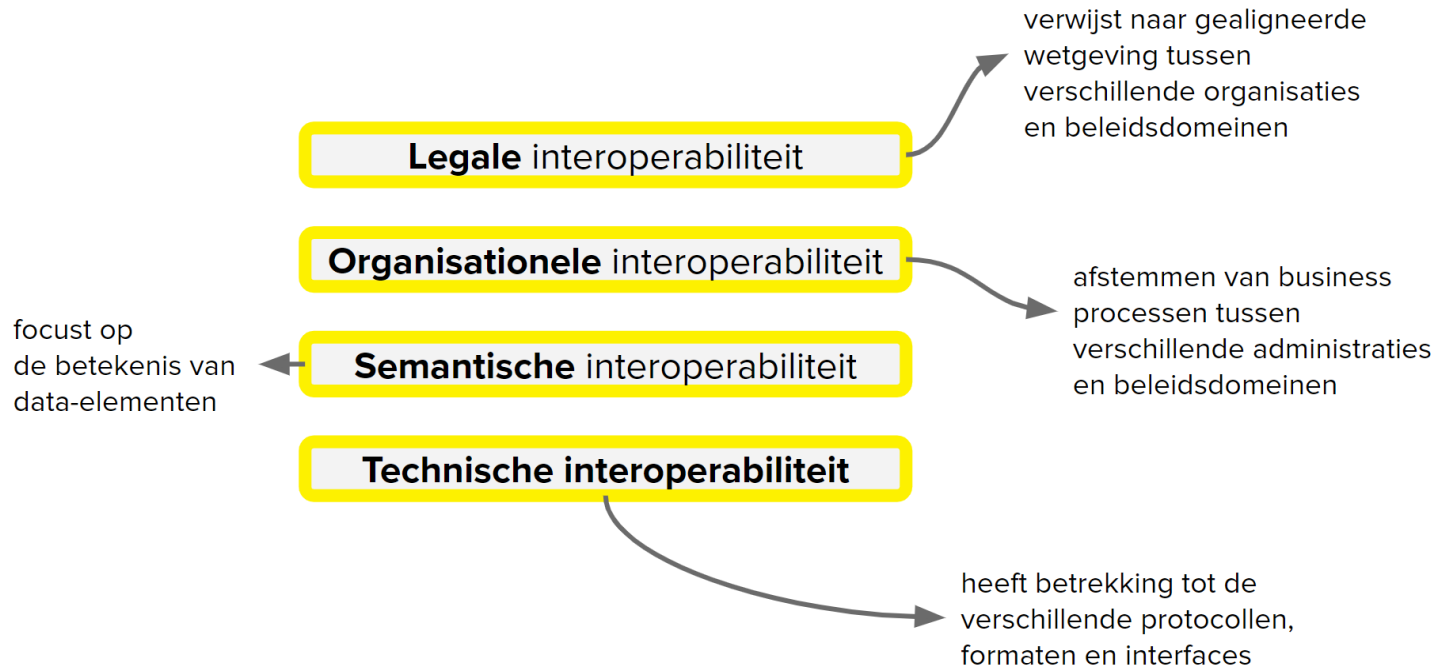 verwijst naar gealigneerde
wetgeving tussen
verschillende organisaties
en beleidsdomeinen
Legale interoperabiliteit
Organisationele interoperabiliteit
afstemmen van business
processen tussen
verschillende administraties
en beleidsdomeinen
focust op
de betekenis van
data-elementen
Semantische interoperabiliteit
Technische interoperabiliteit
heeft betrekking tot de
verschillende protocollen,
formaten en interfaces